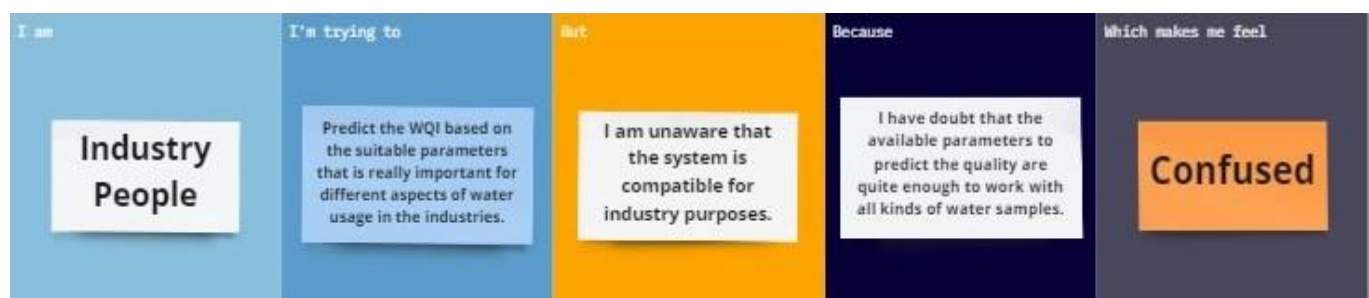 I am
Industry
People
I'm trying to
Predict the WQI based on
the suitable parameters
that is really important for
different aspects of water
usage in the industries.
But
I am unaware that
the system is
compatible for
industry purposes.
Because
I have doubt that the
available parameters to
predict the quality are
quite enough to work with
all kinds of water samples.
Which makes me feel
Confused